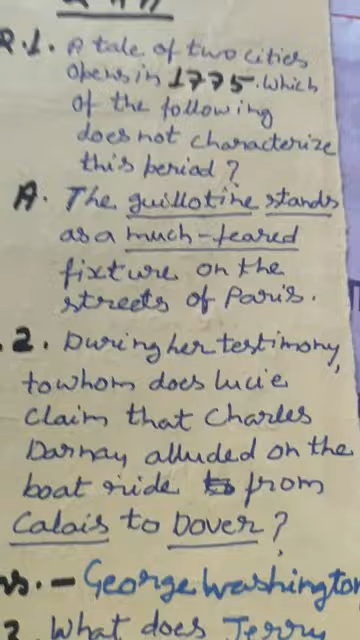 Q.1. A tale of two cities
opens in 1775. which
of the following
does not characterize
this period?
A. The guillotine stands
as a much-feared
fixture on the
streets of Paris.
2. During her testimony,
to whom does lucie
claim that Charles
Darnay alluded on the
boat ride from
Calais to Dover?
ns. - George Washington
What does Jerry